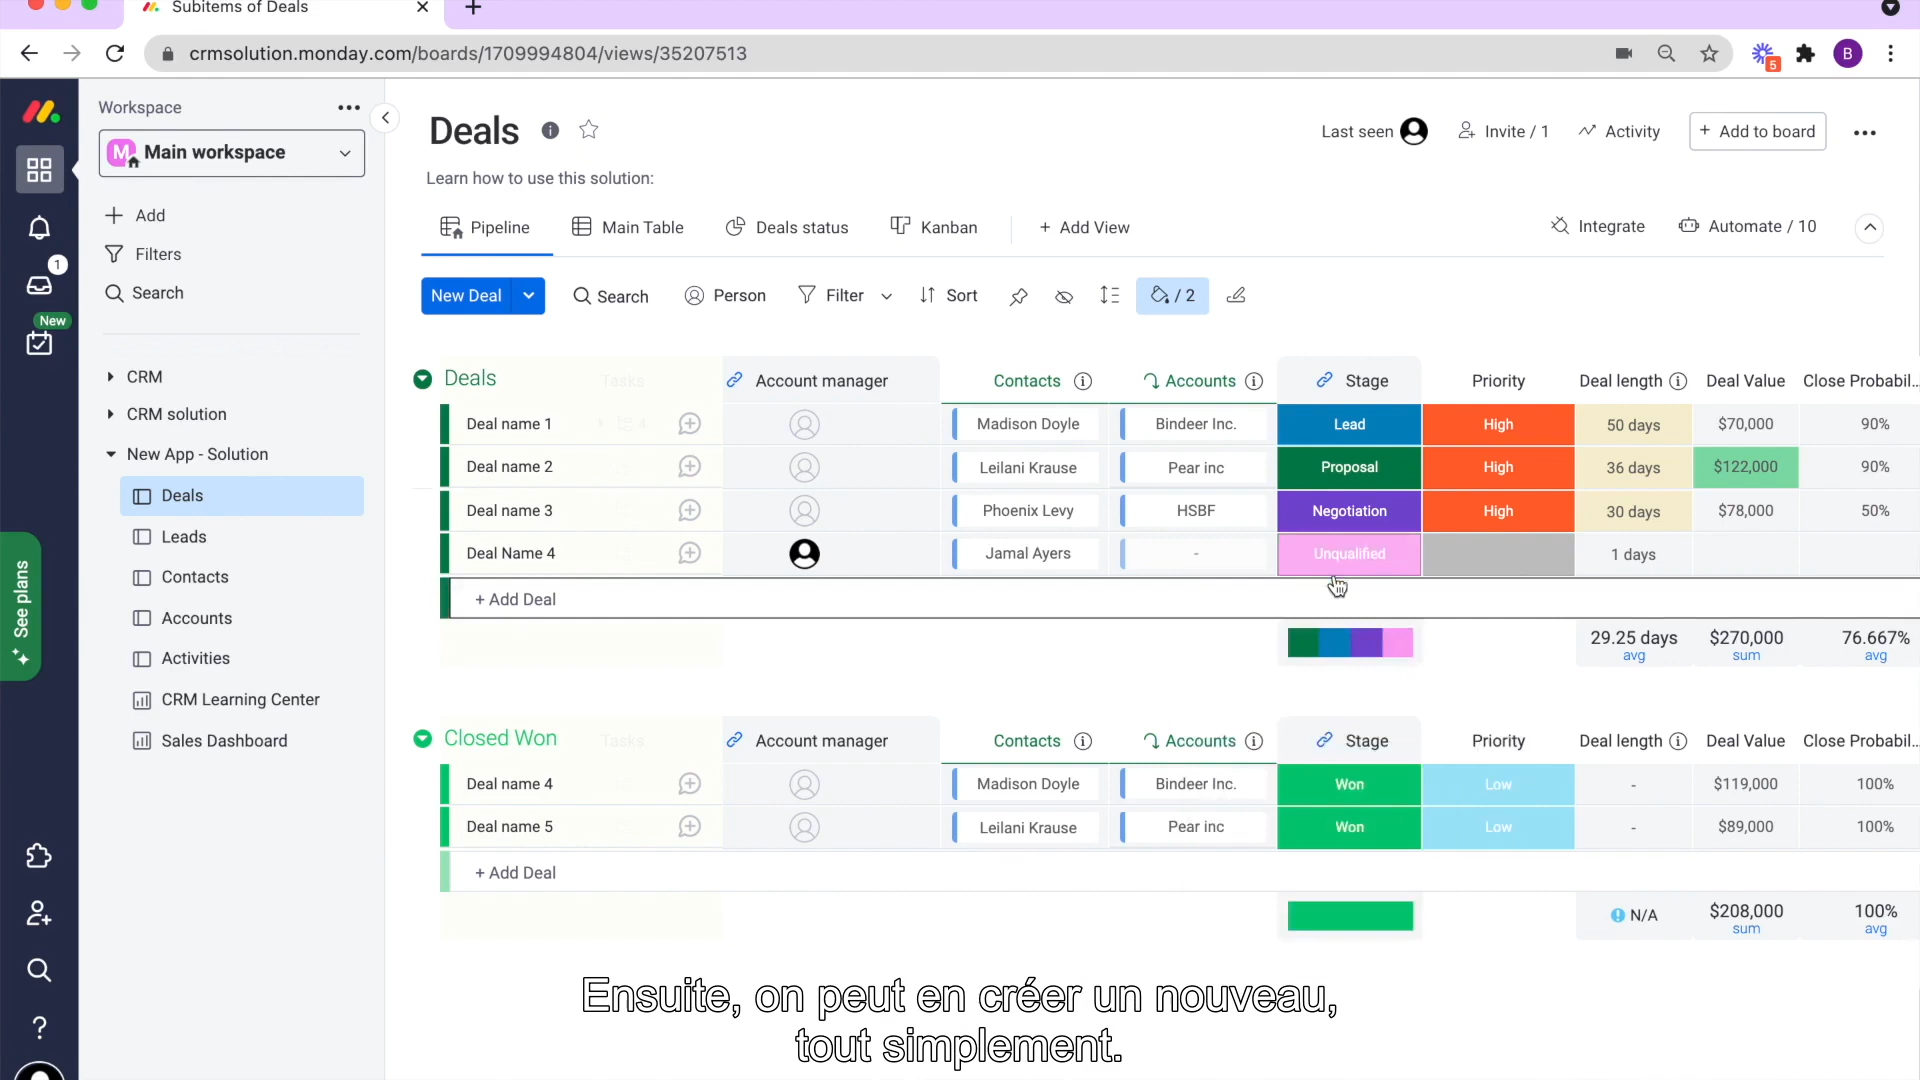 Subitems of Deals
crmsolution.monday.com/boards/1709994804/views/35207513
5
B
Workspace
M Main workspace
Add
Filters
Search
1
New
CRM
CRM solution
New App - Solution
Deals
Leads
Contacts
Accounts
Activities
CRM Learning Center
Sales Dashboard
See plans
?
Deals
Last seen
Invite / 1
Activity
+ Add to board
Learn how to use this solution:
Pipeline
Main Table
Deals status
Kanban
+ Add View
Integrate
Automate / 10
New Deal
Search
Person
Filter
Sort
/ 2
Deals Tasks Account manager Contacts Accounts Stage Priority Deal length Deal Value Close Probabil...
Deal name 1 4 Madison Doyle Bindeer Inc. Lead High 50 days $70,000 90%
Deal name 2 Leilani Krause Pear inc Proposal High 36 days $122,000 90%
Deal name 3 Phoenix Levy HSBF Negotiation High 30 days $78,000 50%
Deal Name 4 Jamal Ayers - Unqualified 1 days
+ Add Deal
29.25 days $270,000 76.667%
avg sum avg
Closed Won Tasks Account manager Contacts Accounts Stage Priority Deal length Deal Value Close Probabil...
Deal name 4 Madison Doyle Bindeer Inc. Won Low - $119,000 100%
Deal name 5 Leilani Krause Pear inc Won Low - $89,000 100%
+ Add Deal
N/A $208,000 100%
sum avg
Ensuite, on peut en créer un nouveau,
tout simplement.